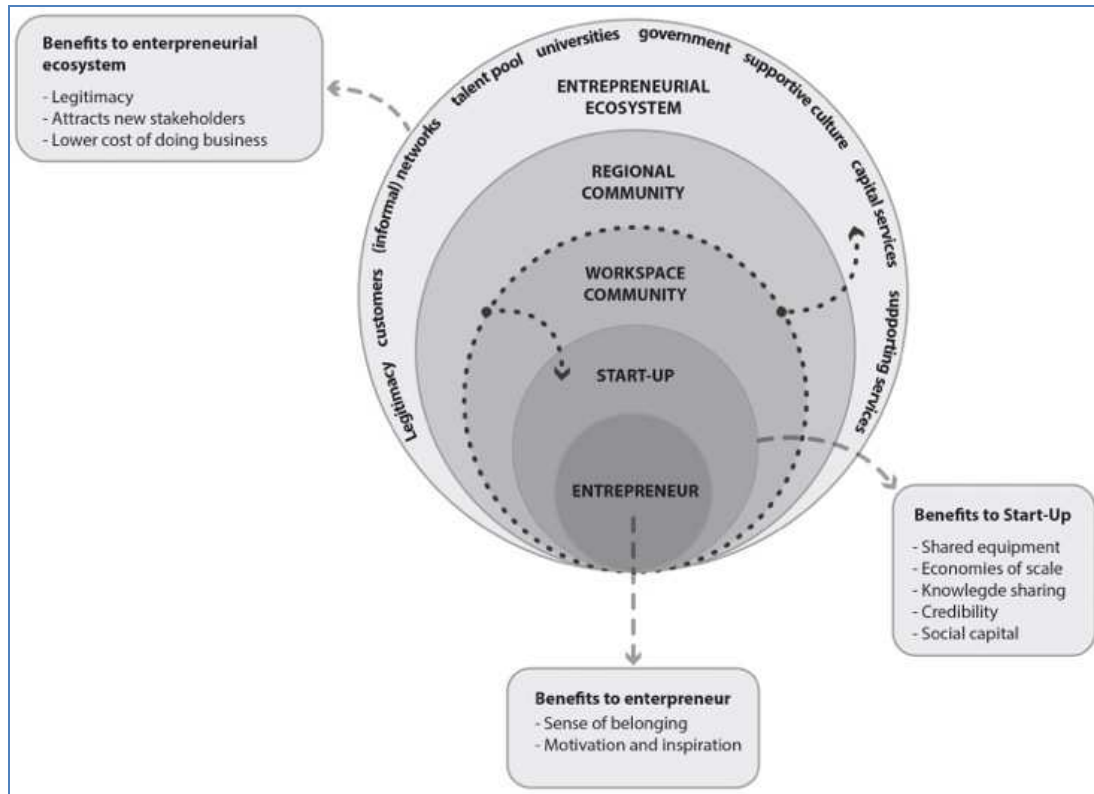 Benefits to enterpreneurial
ecosystem
- Legitimacy
- Attracts new stakeholders
- Lower cost of doing business
Legitimacy customers (informal) networks talent pool universities government supportive culture capital services supporting services
ENTREPRENEURIAL
ECOSYSTEM
REGIONAL
COMMUNITY
WORKSPACE
COMMUNITY
START-UP
ENTREPRENEUR
Benefits to Start-Up
- Shared equipment
- Economies of scale
- Knowlegde sharing
- Credibility
- Social capital
Benefits to enterpreneur
- Sense of belonging
- Motivation and inspiration